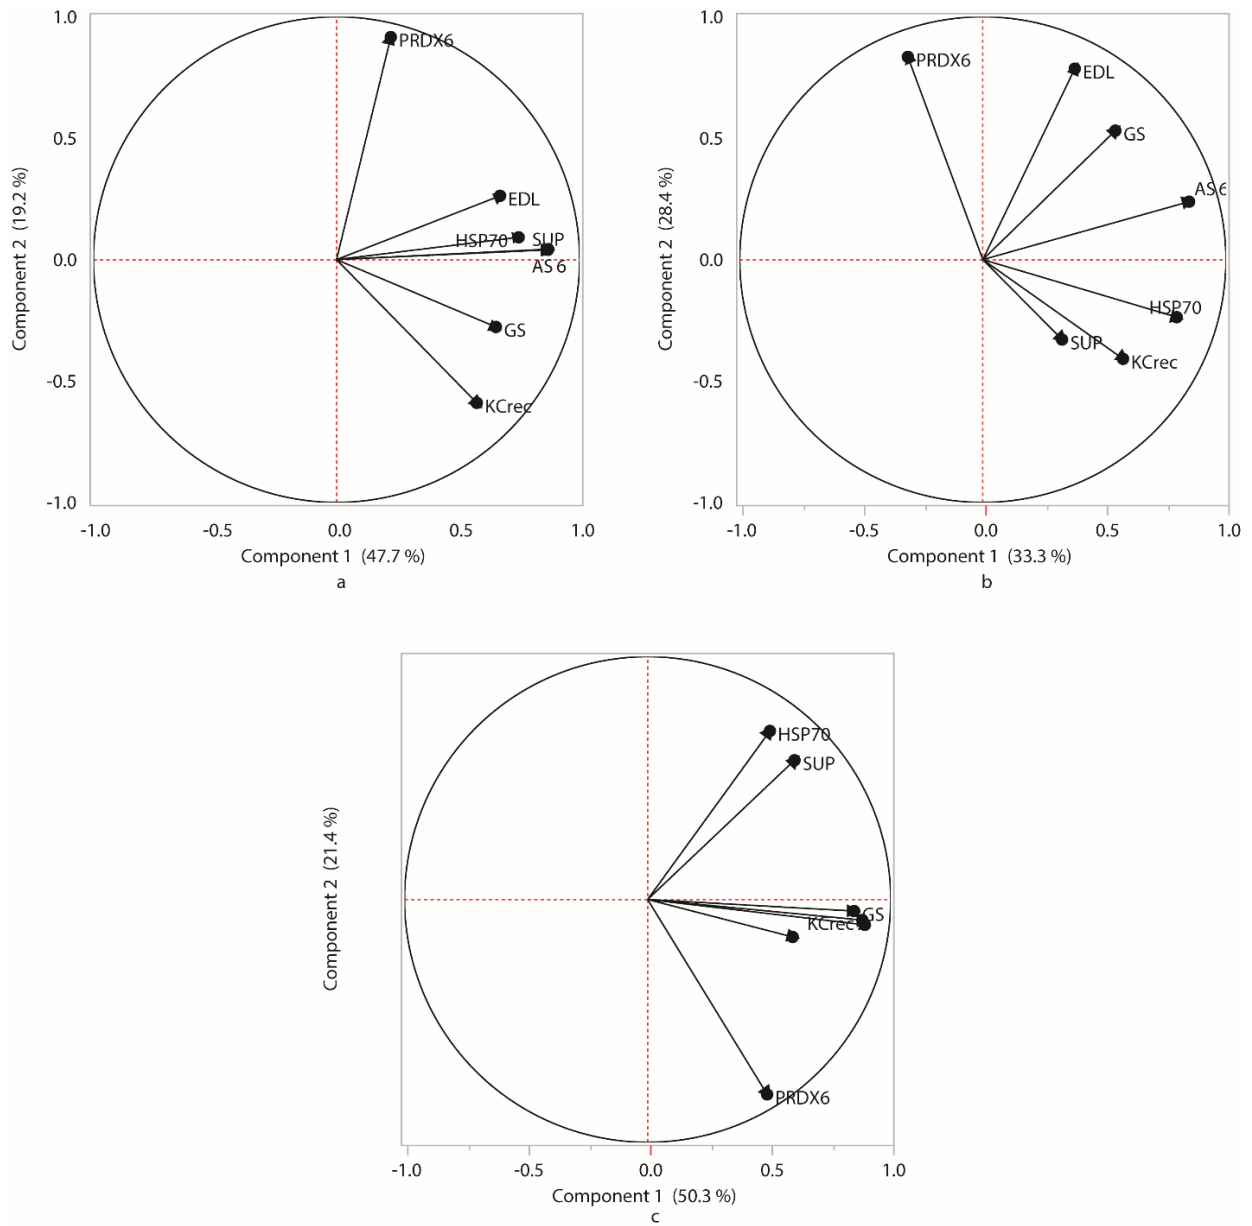 1.0
0.5
0.0
-0.5
-1.0
Component 2 (19.2 %)
PRDX6
EDL
HSP70 SUP
AS 6
GS
KCrec
-1.0 -0.5 0.0 0.5 1.0
Component 1 (47.7 %)
a
1.0
0.5
0.0
-0.5
-1.0
Component 2 (28.4 %)
PRDX6
EDL
GS
AS 6
HSP70
SUP
KCrec
-1.0 -0.5 0.0 0.5 1.0
Component 1 (33.3 %)
b
Component 2 (21.4 %)
HSP70
SUP
GS
KCrec
PRDX6
-1.0 -0.5 0.0 0.5 1.0
Component 1 (50.3 %)
c